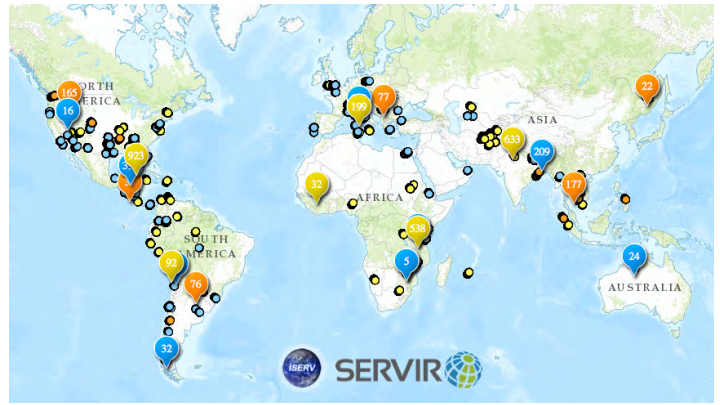 22
165
NORTH
AMERICA
16
77
199
ASIA
633
209
923
32
AFRICA
177
538
SOUTH
AMERICA
92
5
24
76
AUSTRALIA
32
ISERV
SERVIR